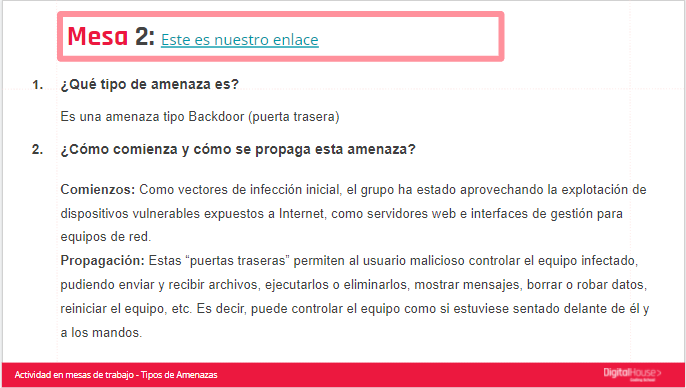 Mesa 2: Este es nuestro enlace
1. ¿Qué tipo de amenaza es?
Es una amenaza tipo Backdoor (puerta trasera)
2. ¿Cómo comienza y cómo se propaga esta amenaza?
Comienzos: Como vectores de infección inicial, el grupo ha estado aprovechando la explotación de
dispositivos vulnerables expuestos a Internet, como servidores web e interfaces de gestión para
equipos de red.
Propagación: Estas “puertas traseras” permiten al usuario malicioso controlar el equipo infectado,
pudiendo enviar y recibir archivos, ejecutarlos o eliminarlos, mostrar mensajes, borrar o robar datos,
reiniciar el equipo, etc. Es decir, puede controlar el equipo como si estuviese sentado delante de él y
a los mandos.
Actividad en mesas de trabajo - Tipos de Amenazas
DigitalHouse>
Coding School